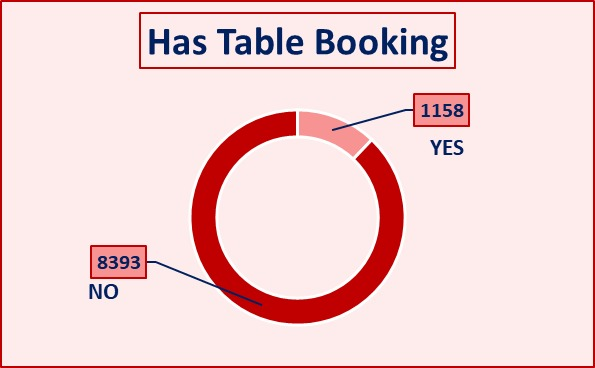 Has Table Booking
1158
YES
8393
NO